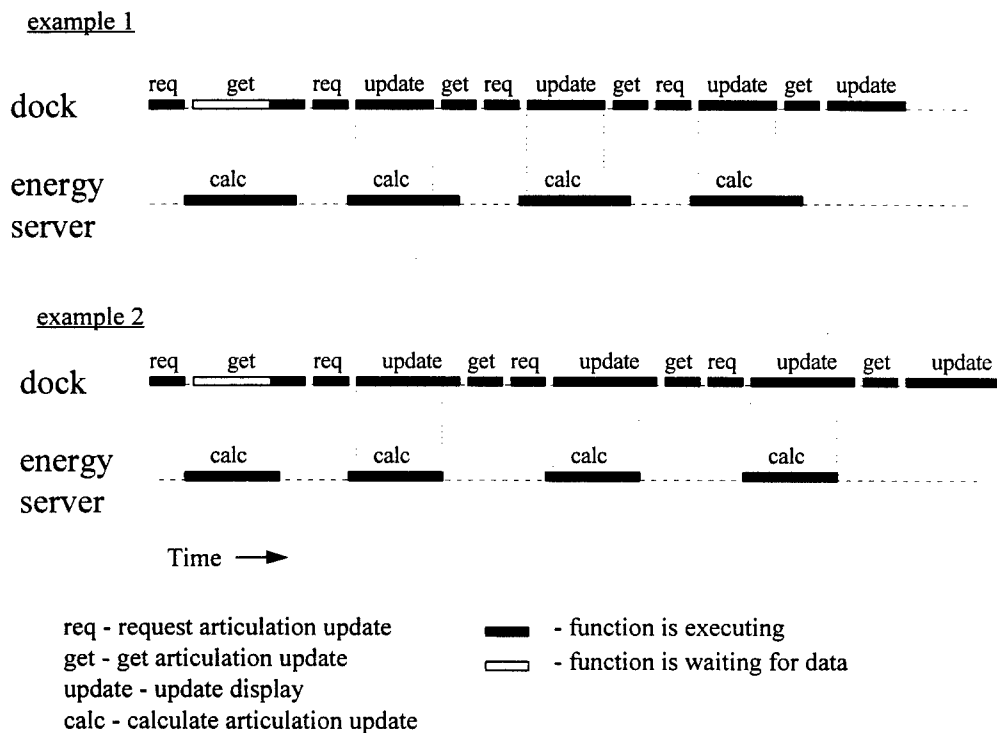 example 1
req get req update get req update get req update get update
dock
calc calc calc calc
energy
server
example 2
req get req update get req update get req update get update
dock
calc calc calc calc
energy
server
Time
req - request articulation update
get - get articulation update
update - update display
calc - calculate articulation update
- function is executing
- function is waiting for data